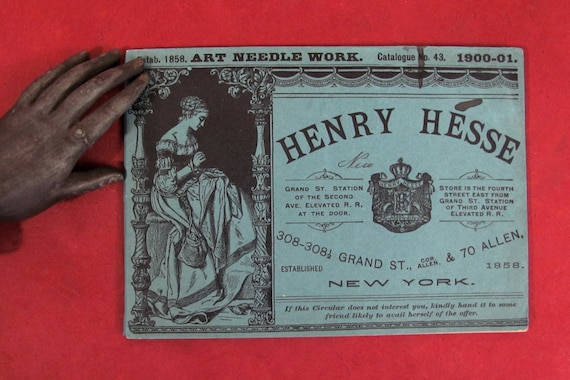 Estab. 1858. ART NEEDLE WORK. Catalogue No. 43. 1900-01.
HENRY HESSE
New
GRAND ST. STATION
OF THE SECOND
AVE. ELEVATED R. R.
AT THE DOOR.
STORE IS THE FOURTH
STREET EAST FROM
GRAND ST. STATION
OF THIRD AVENUE
ELEVATED R. R.
308-308½ GRAND ST., COR. ALLEN, & 70 ALLEN,
ESTABLISHED 1858.
NEW YORK.
If this Circular does not interest you, kindly hand it to some
friend likely to avail herself of the offer.